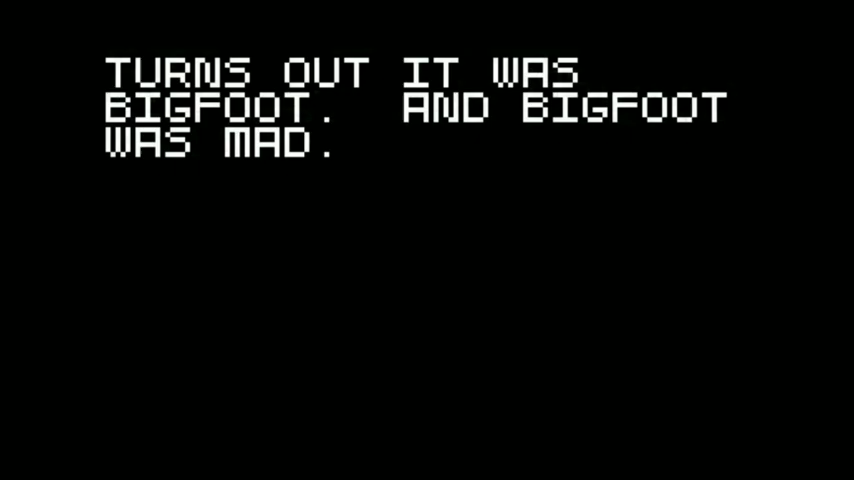 TURNS OUT IT WAS
BIGFOOT.  AND BIGFOOT
WAS MAD.